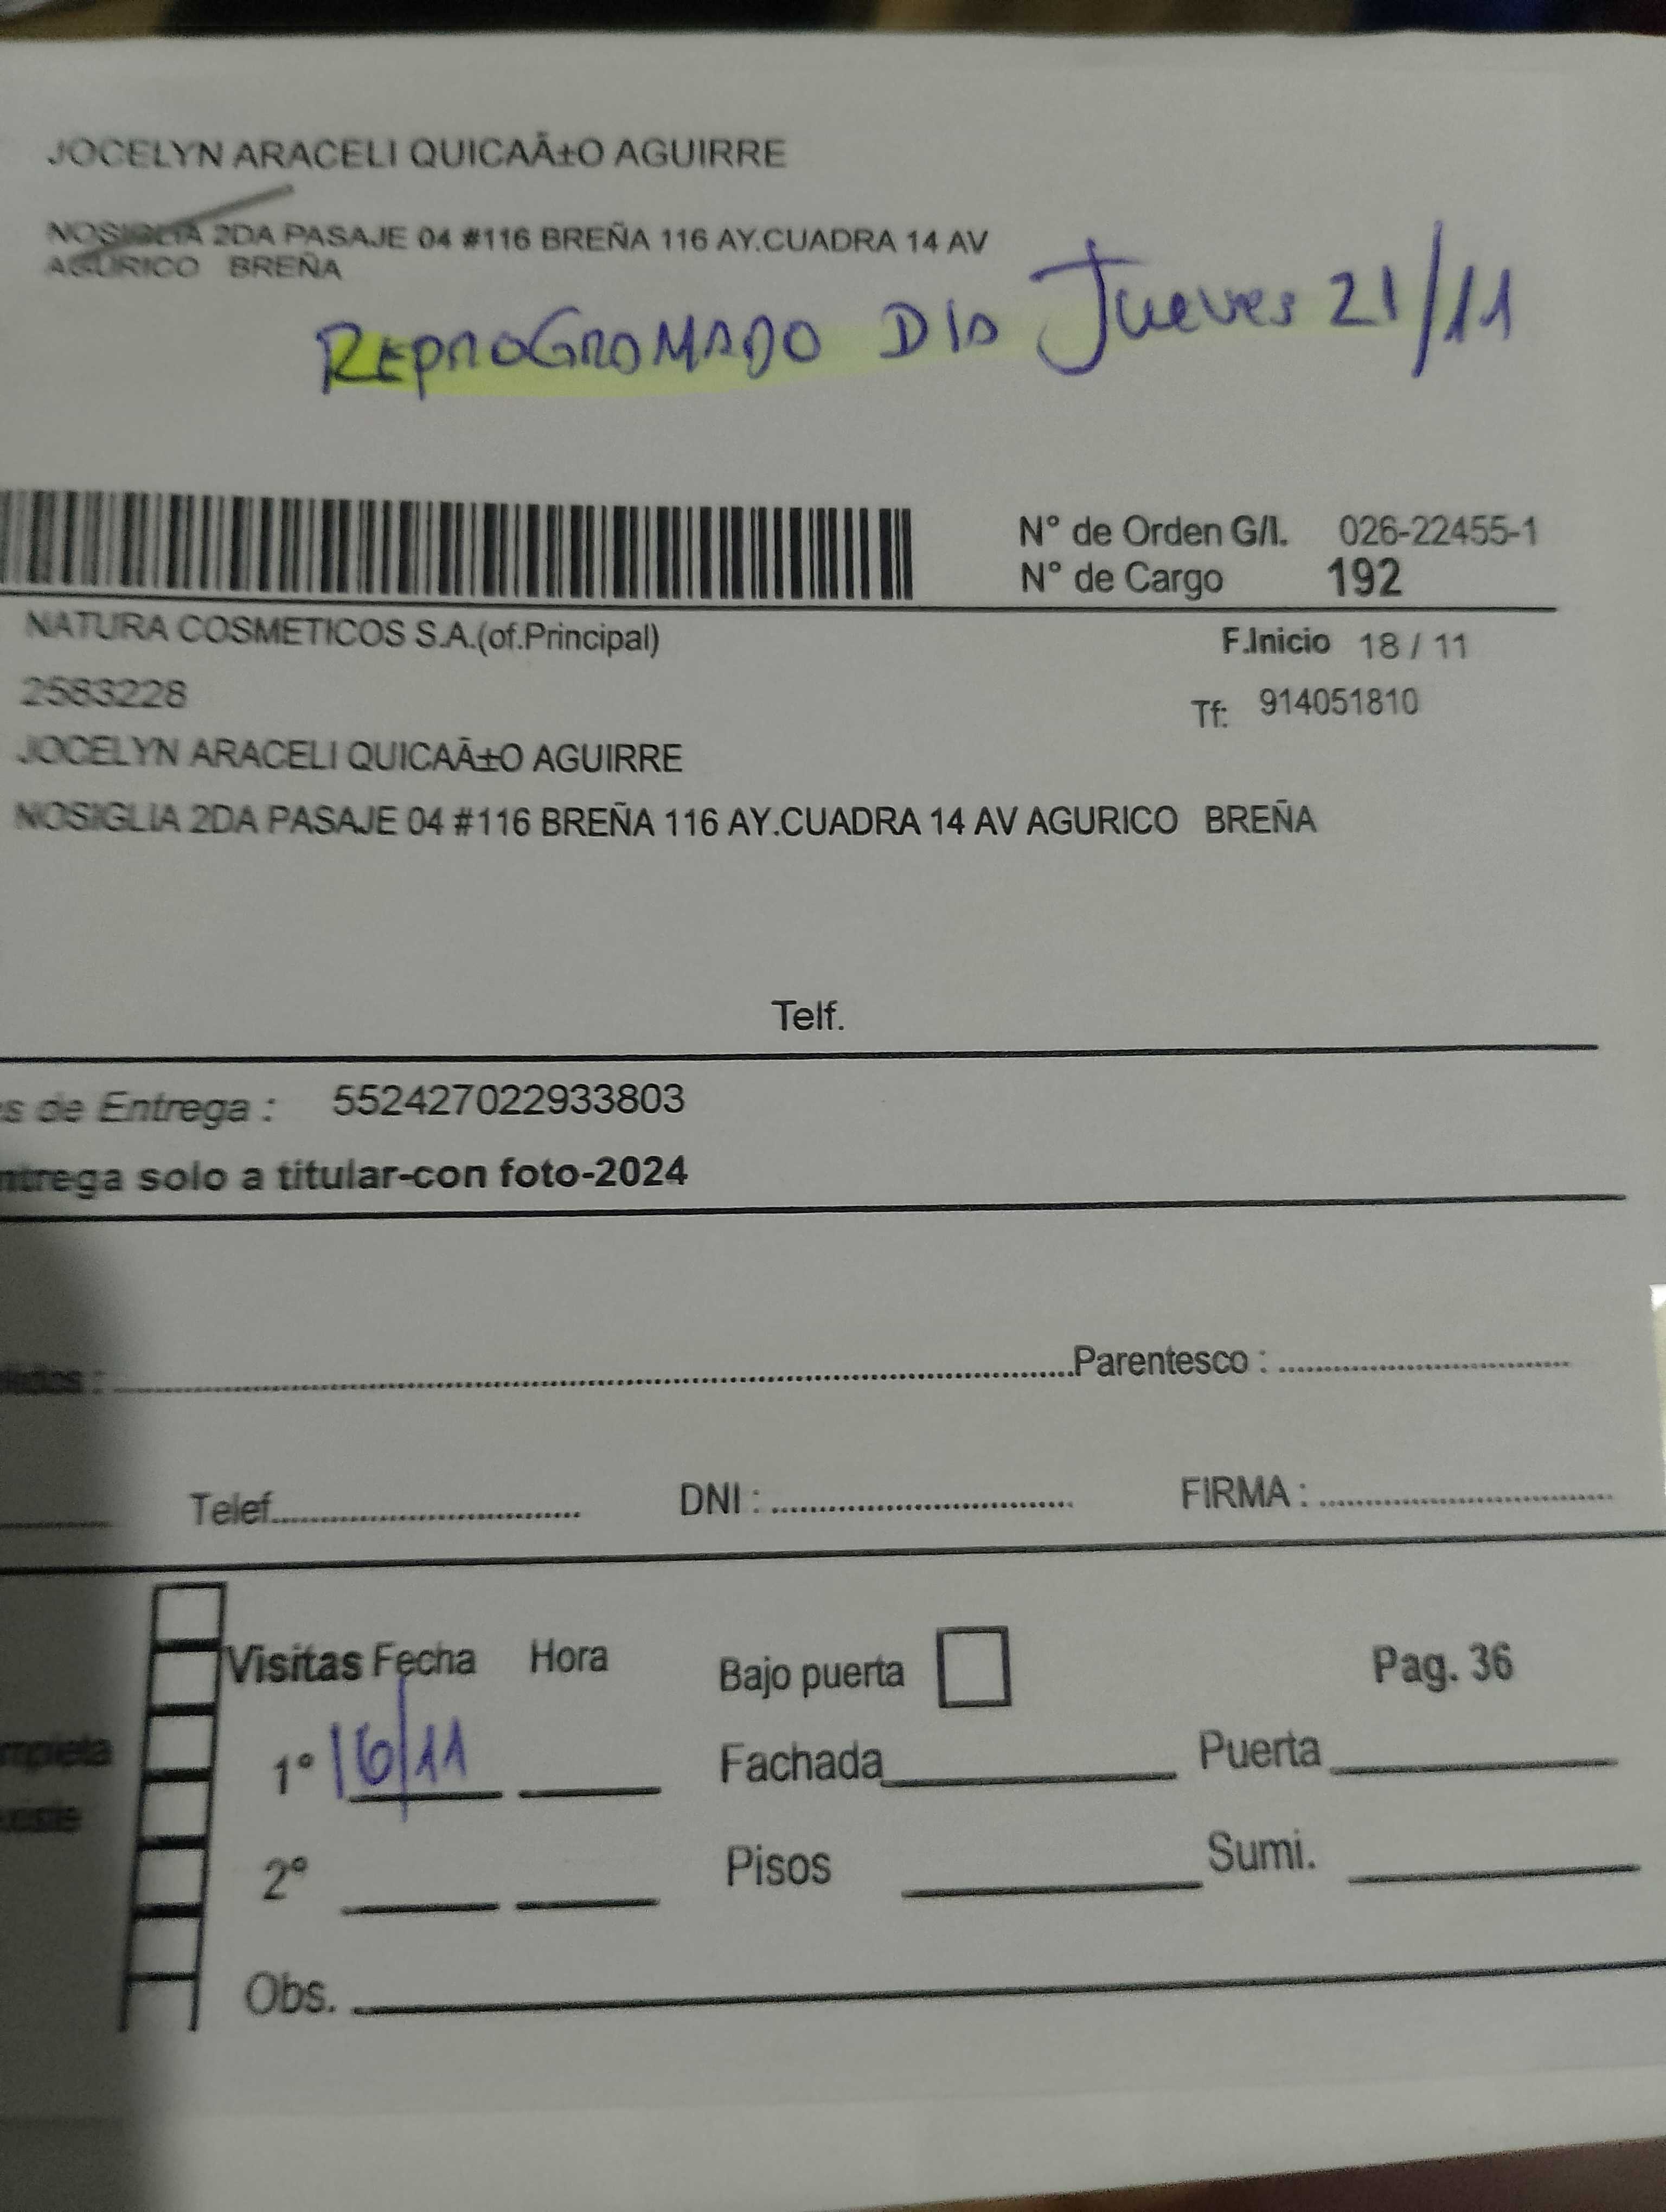 JOCELYN ARACELI QUICAÃ±O AGUIRRE
NOSIGLIA 2DA PASAJE 04 #116 BREÑA 116 AY.CUADRA 14 AV
AGURICO BREÑA
REPROGRAMADO DIA Jueves 21/11
N° de Orden G/I. 026-22455-1
N° de Cargo 192
NATURA COSMETICOS S.A.(of.Principal)
F.Inicio 18 / 11
2583228
Tf: 914051810
JOCELYN ARACELI QUICAÃ±O AGUIRRE
NOSIGLIA 2DA PASAJE 04 #116 BREÑA 116 AY.CUADRA 14 AV AGURICO BREÑA
Telf.
s de Entrega : 552427022933803
ntrega solo a titular-con foto-2024
Parentesco :
Telef. DNI : FIRMA :
Visitas Fecha Hora Bajo puerta Pag. 36
1° 16/11 Fachada Puerta
2° Pisos Sumi.
Obs.